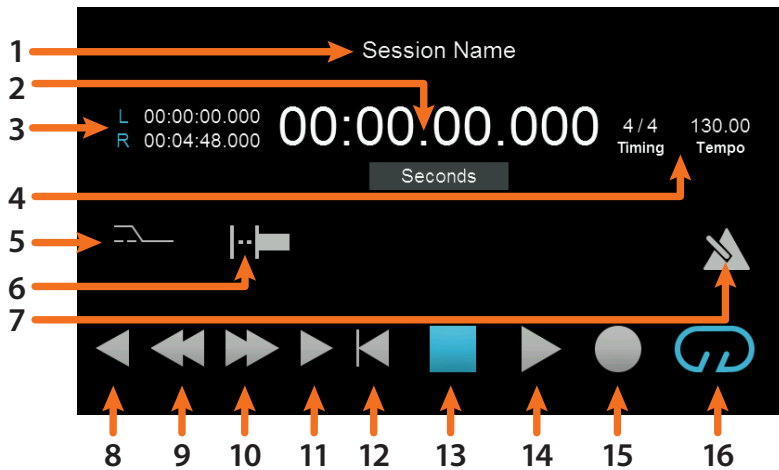 1
Session Name
2
3
L 00:00:00.000
R 00:04:48.000
00:00.00.000
4 / 4
Timing
130.00
Tempo
Seconds
4
5
6
7
8 9 10 11 12 13 14 15 16